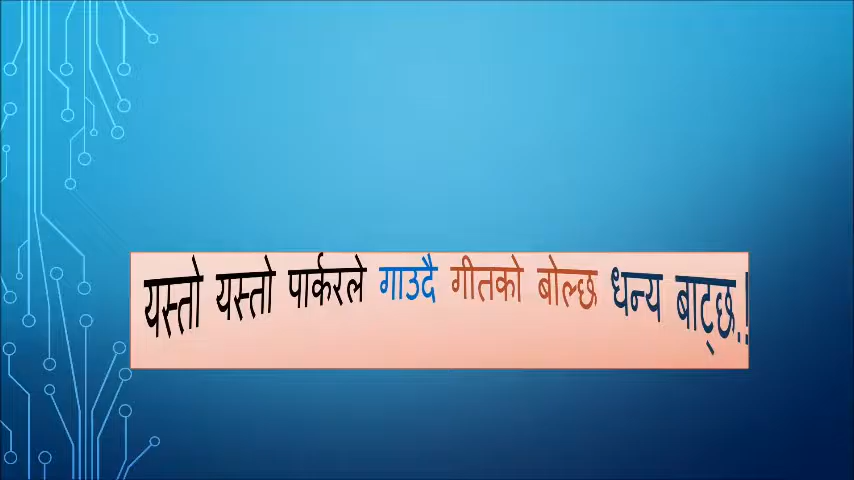 यस्तो यस्तो पार्करले गाउदै गीतको बोल्छ धन्य बाट्छ.!